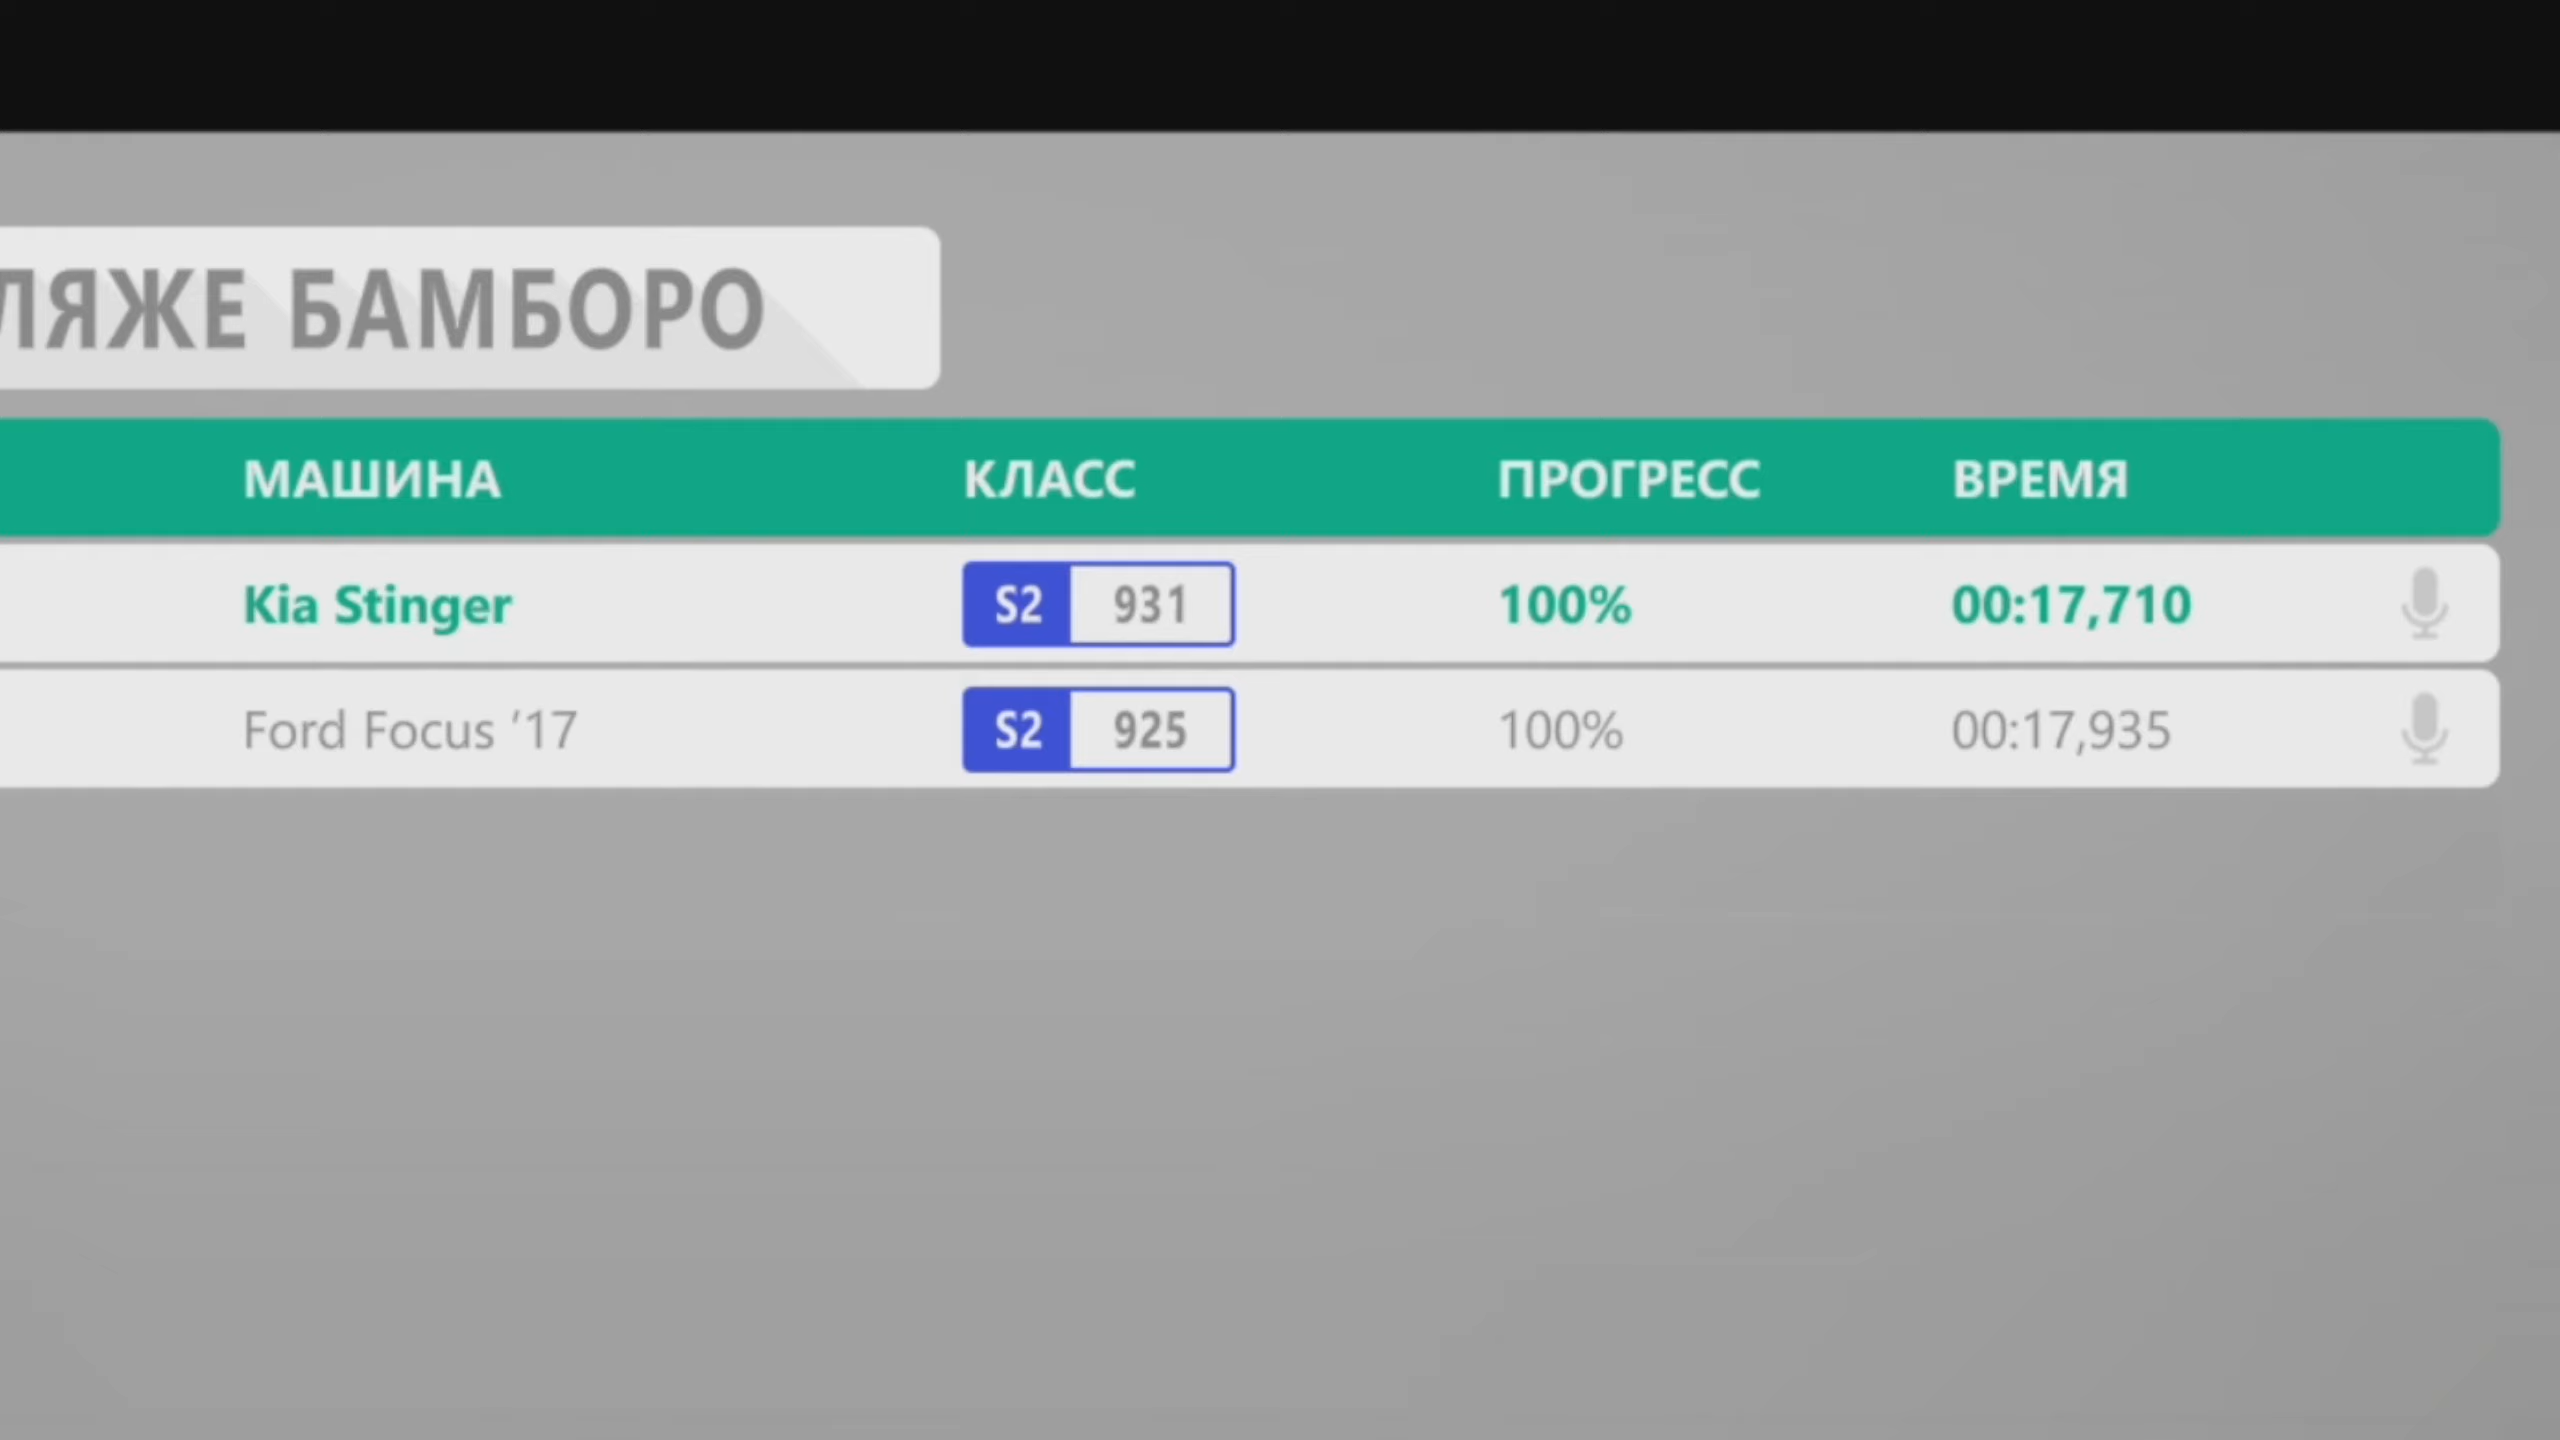 ЛЯЖЕ БАМБОРО
МАШИНА КЛАСС ПРОГРЕСС ВРЕМЯ
Kia Stinger S2 931 100% 00:17,710
Ford Focus ’17 S2 925 100% 00:17,935